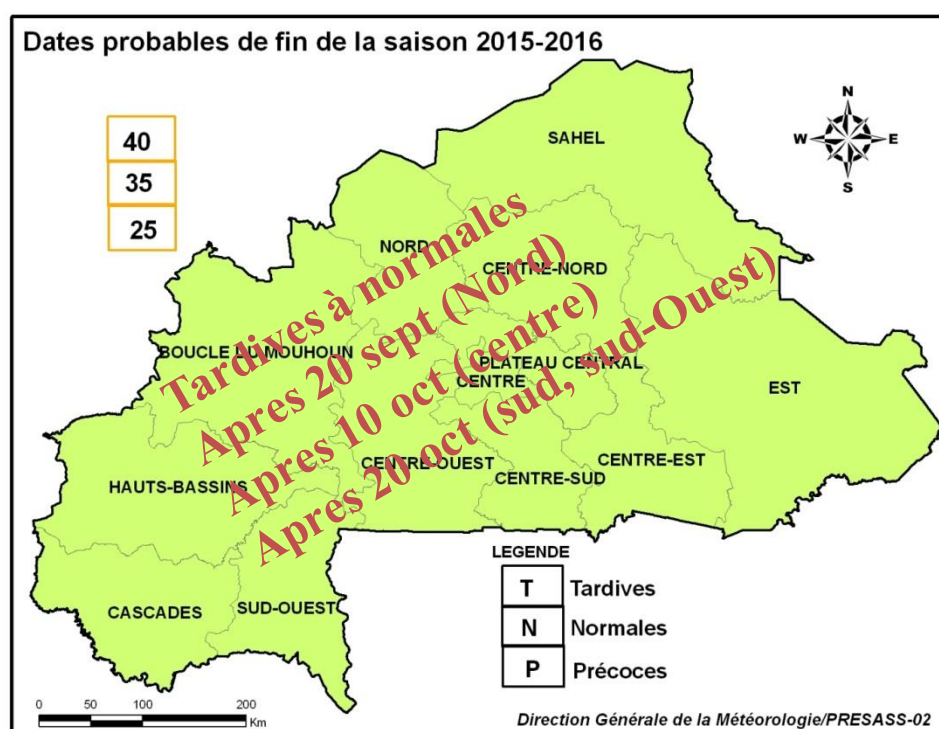 Dates probables de fin de la saison 2015-2016
N
W E
S
40
35
25
SAHEL
NORD
CENTRE-NORD
BOUCLE DU MOUHOUN
PLATEAU CENTRAL
CENTRE
EST
Tardives à normales
Apres 20 sept (Nord)
Apres 10 oct (centre)
Apres 20 oct (sud, sud-Ouest)
CENTRE-OUEST
CENTRE-EST
HAUTS-BASSINS
CENTRE-SUD
CASCADES
SUD-OUEST
LEGENDE
T Tardives
N Normales
P Précoces
0 50 100 200
Km
Direction Générale de la Météorologie/PRESASS-02